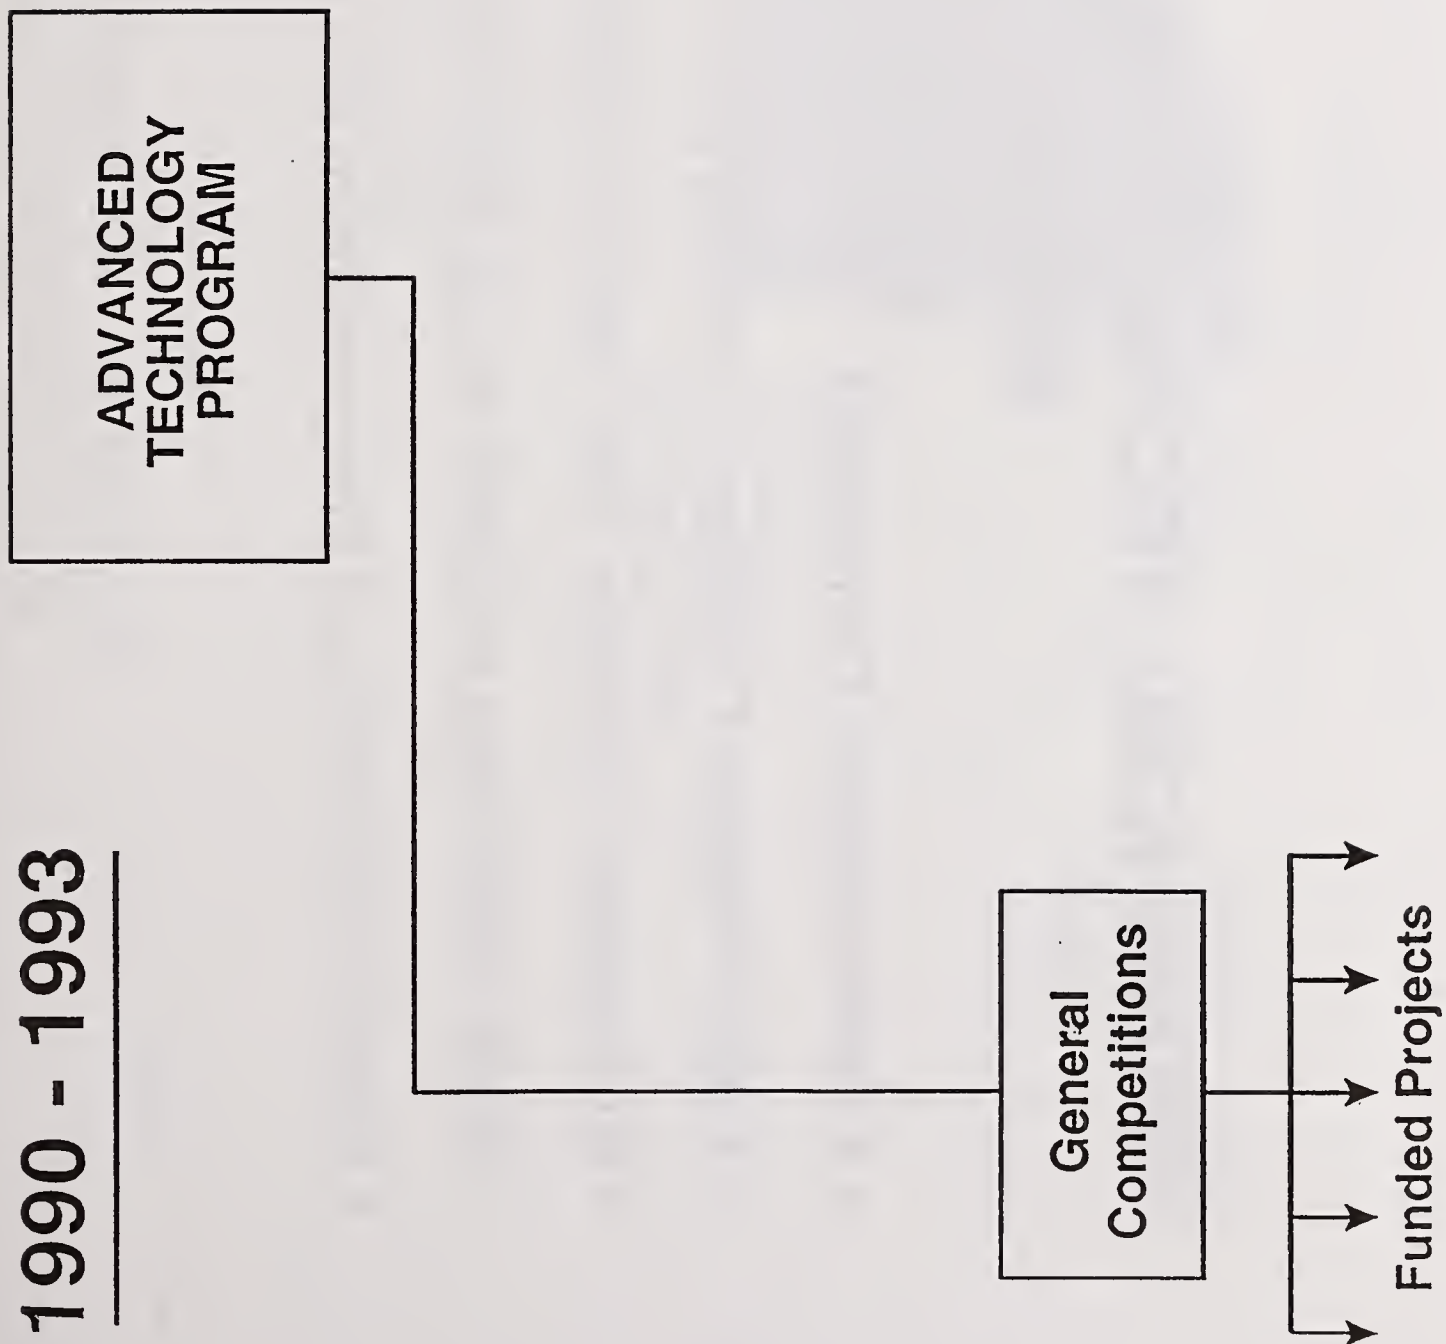 1990 - 1993
ADVANCED
TECHNOLOGY
PROGRAM
General
Competitions
Funded Projects